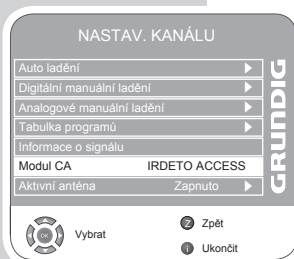 NASTAV. KANÁLU
Auto ladění
Digitální manuální ladění
Analogové manuální ladění
Tabulka programů
Informace o signálu
Modul CA IRDETO ACCESS
Aktivní anténa Zapnuto
GRUNDIG
OK
Vybrat
Z Zpět
i Ukončit